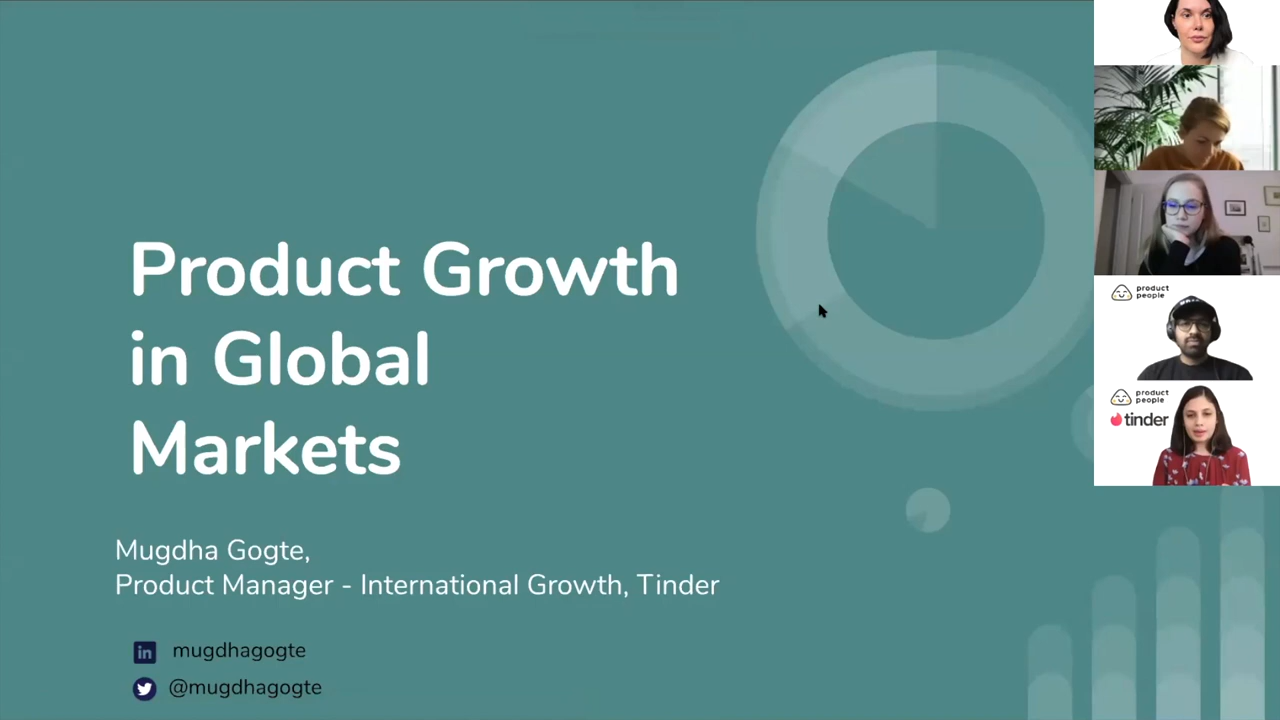 Product Growth
in Global
Markets
Mugdha Gogte,
Product Manager - International Growth, Tinder
in mugdhagogte
@mugdhagogte
product
people
product
people
tinder